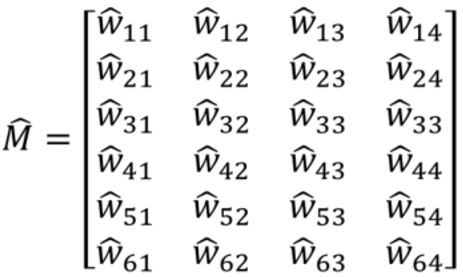 ŵ₁₁ ŵ₁₂ ŵ₁₃ ŵ₁₄
ŵ₂₁ ŵ₂₂ ŵ₂₃ ŵ₂₄
M̂ = ŵ₃₁ ŵ₃₂ ŵ₃₃ ŵ₃₃
ŵ₄₁ ŵ₄₂ ŵ₄₃ ŵ₄₄
ŵ₅₁ ŵ₅₂ ŵ₅₃ ŵ₅₄
ŵ₆₁ ŵ₆₂ ŵ₆₃ ŵ₆₄